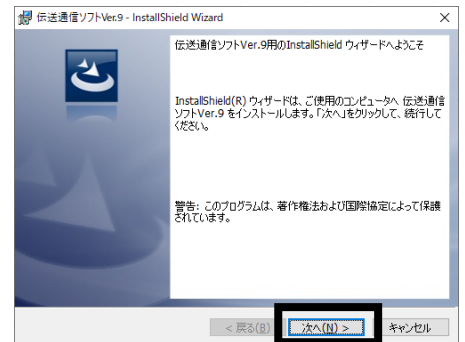 伝送通信ソフトVer.9 - InstallShield Wizard
伝送通信ソフトVer.9用のInstallShield ウィザードへようこそ
InstallShield(R) ウィザードは、ご使用のコンピュータへ 伝送通信
ソフトVer.9 をインストールします。「次へ」をクリックして、続行して
ください。
警告: このプログラムは、著作権法および国際協定によって保護
されています。
< 戻る(B)
次へ(N) >
キャンセル